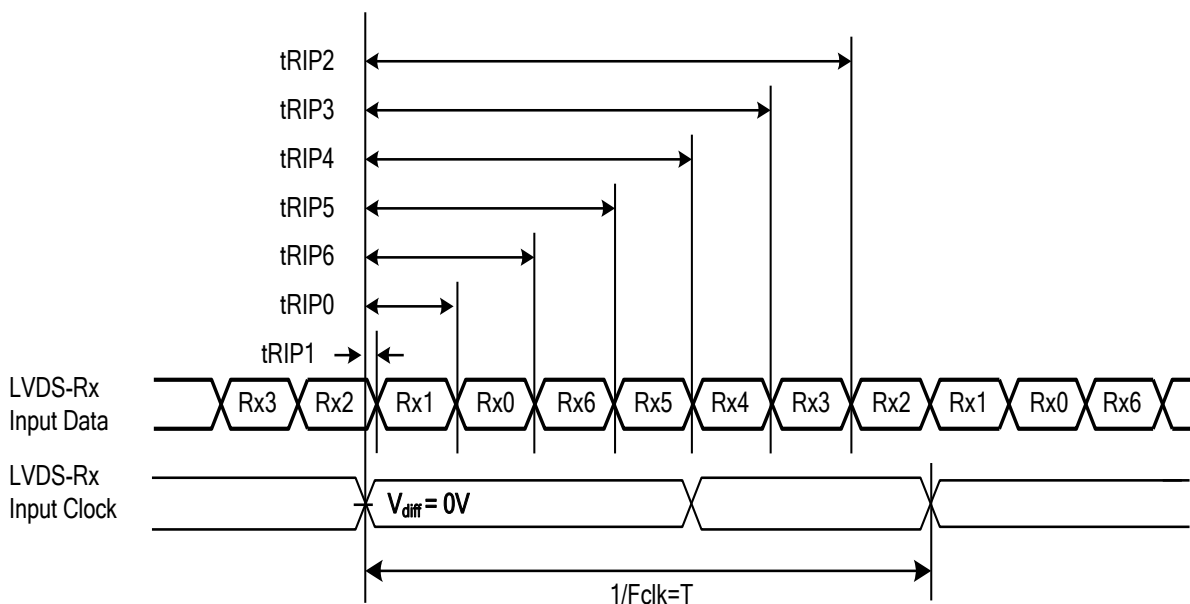 tRIP2
tRIP3
tRIP4
tRIP5
tRIP6
tRIP0
tRIP1
LVDS-Rx
Input Data
Rx3 Rx2 Rx1 Rx0 Rx6 Rx5 Rx4 Rx3 Rx2 Rx1 Rx0 Rx6
LVDS-Rx
Input Clock
Vdiff = 0V
1/Fclk=T